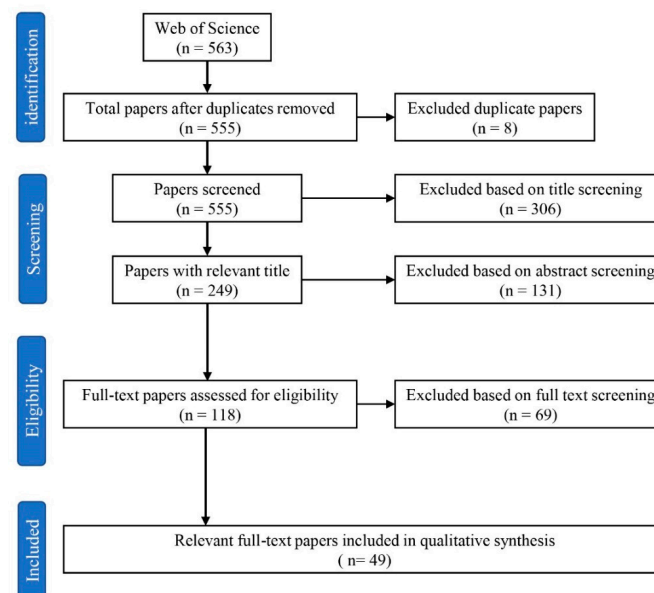 identification
Web of Science
(n = 563)
Total papers after duplicates removed
(n = 555)
Excluded duplicate papers
(n = 8)
Screening
Papers screened
(n = 555)
Excluded based on title screening
(n = 306)
Papers with relevant title
(n = 249)
Excluded based on abstract screening
(n = 131)
Eligibility
Full-text papers assessed for eligibility
(n = 118)
Excluded based on full text screening
(n = 69)
Included
Relevant full-text papers included in qualitative synthesis
( n= 49)